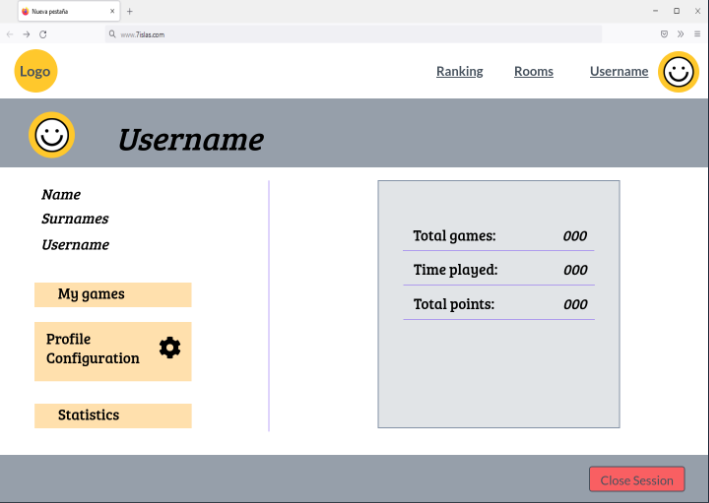 Nueva pestaña
www.7islas.com
Logo
Ranking
Rooms
Username
Username
Name
Surnames
Username
My games
Profile
Configuration
Statistics
Total games: 000
Time played: 000
Total points: 000
Close Session